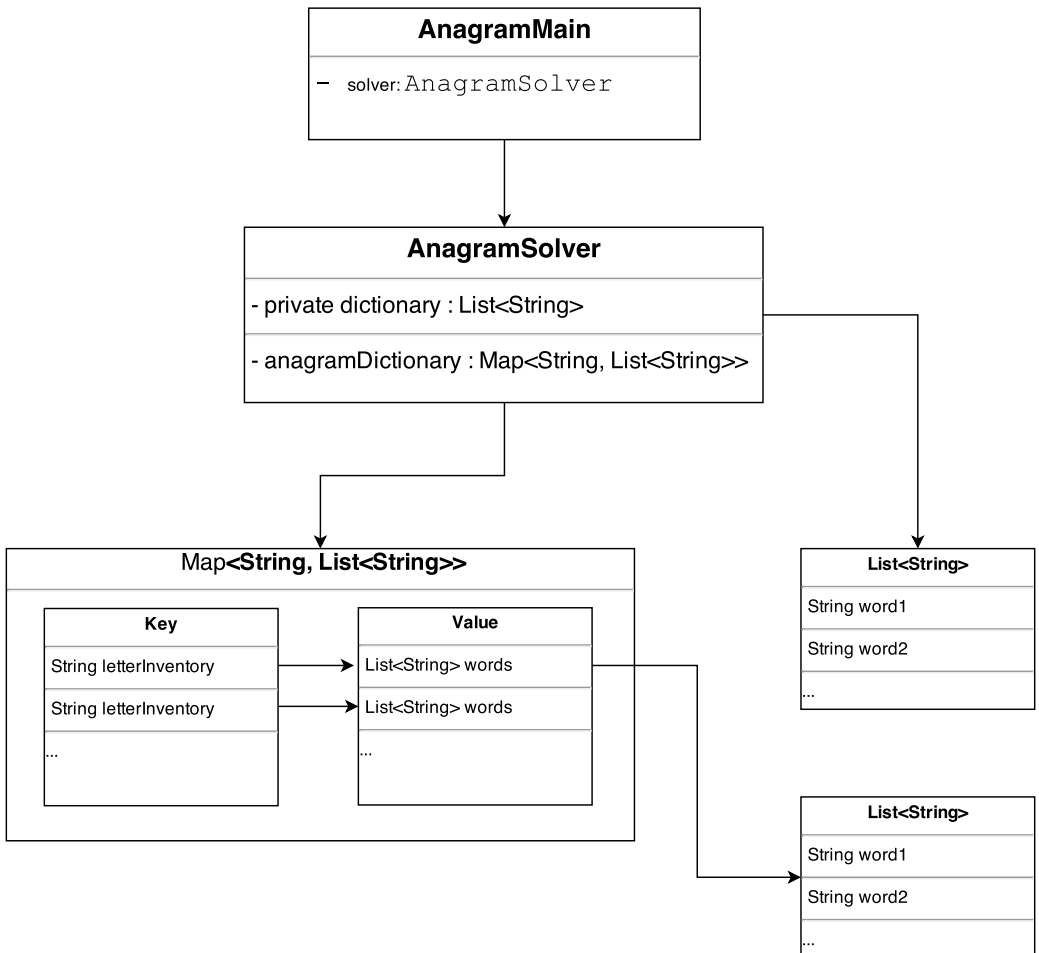 AnagramMain
− solver: AnagramSolver
AnagramSolver
- private dictionary : List<String>
- anagramDictionary : Map<String, List<String>>
Map<String, List<String>>
Key
String letterInventory
String letterInventory
...
Value
List<String> words
List<String> words
...
List<String>
String word1
String word2
...
List<String>
String word1
String word2
...